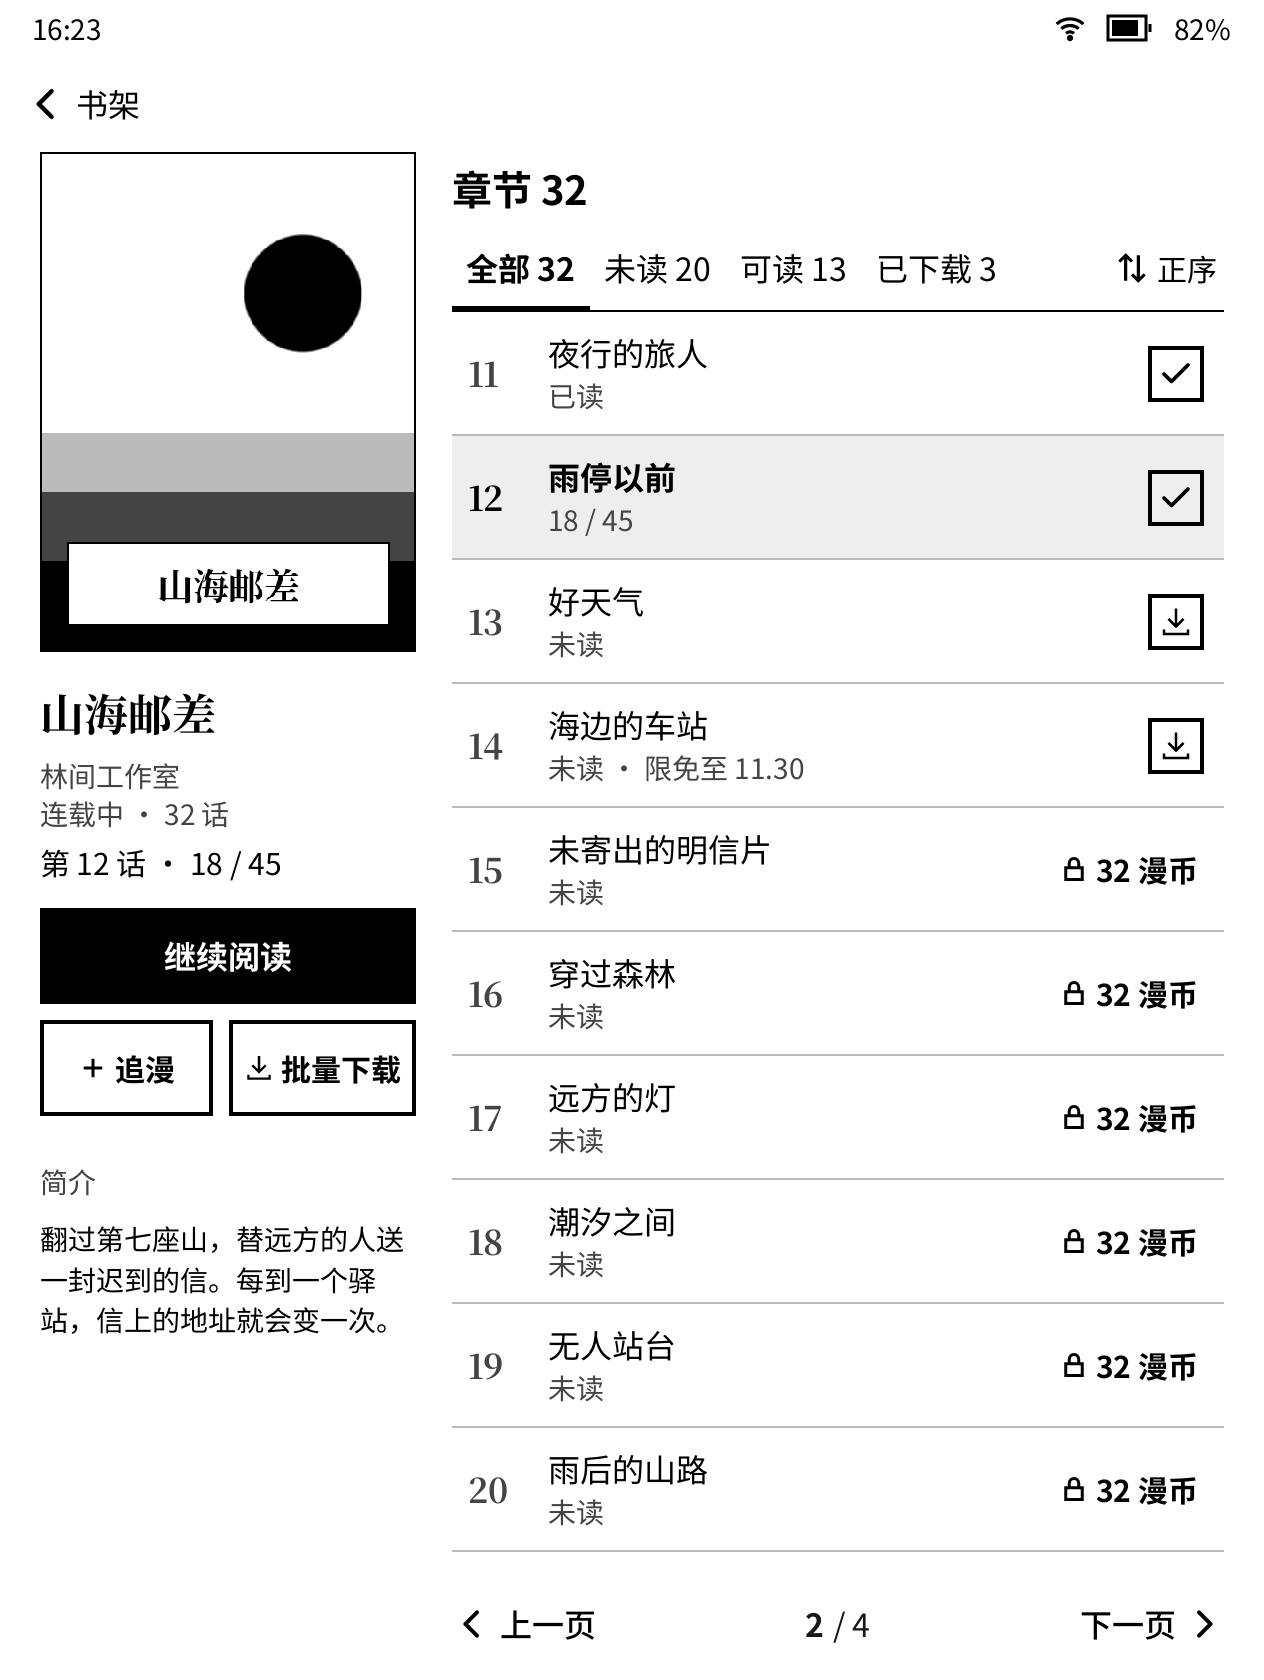 16:23
82%
书架
山海邮差
山海邮差
林间工作室
连载中 · 32 话
第 12 话 · 18 / 45
继续阅读
+ 追漫
批量下载
简介
翻过第七座山，替远方的人送
一封迟到的信。每到一个驿
站，信上的地址就会变一次。
章节 32
全部 32 未读 20 可读 13 已下载 3 正序
11 夜行的旅人
已读
12 雨停以前
18 / 45
13 好天气
未读
14 海边的车站
未读 · 限免至 11.30
15 未寄出的明信片 32 漫币
未读
16 穿过森林 32 漫币
未读
17 远方的灯 32 漫币
未读
18 潮汐之间 32 漫币
未读
19 无人站台 32 漫币
未读
20 雨后的山路 32 漫币
未读
上一页 2 / 4 下一页